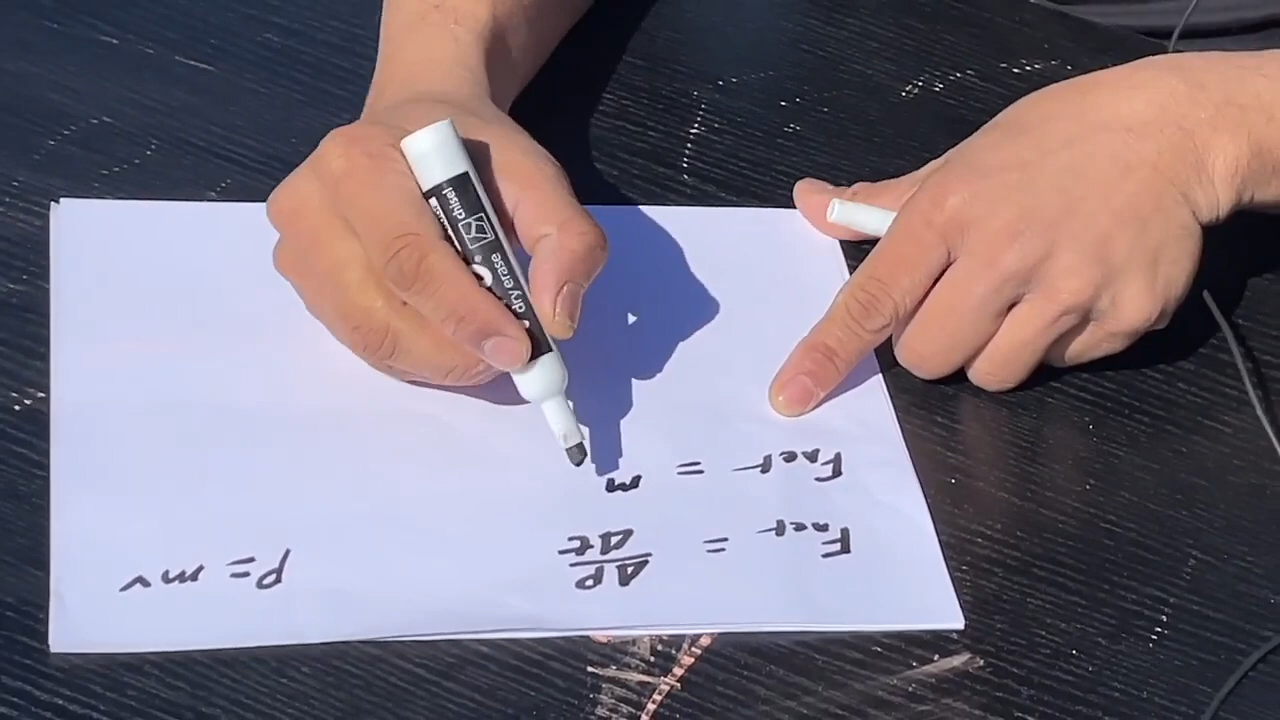 Fnet = ΔP/Δt
P = mv
Fnet = m
dry erase
chisel